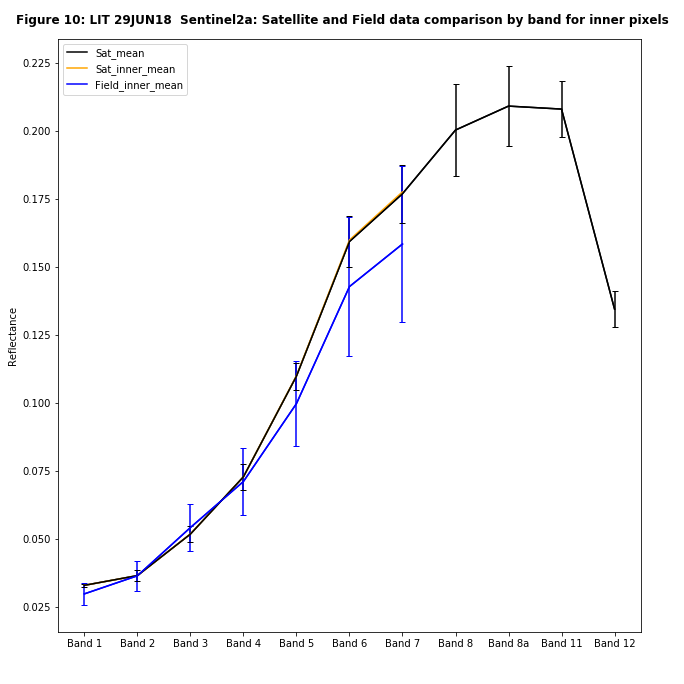 Figure 10: LIT 29JUN18  Sentinel2a: Satellite and Field data comparison by band for inner pixels
Sat_mean
Sat_inner_mean
Field_inner_mean
0.225
0.200
0.175
0.150
0.125
0.100
0.075
0.050
0.025
Reflectance
Band 1 Band 2 Band 3 Band 4 Band 5 Band 6 Band 7 Band 8 Band 8a Band 11 Band 12